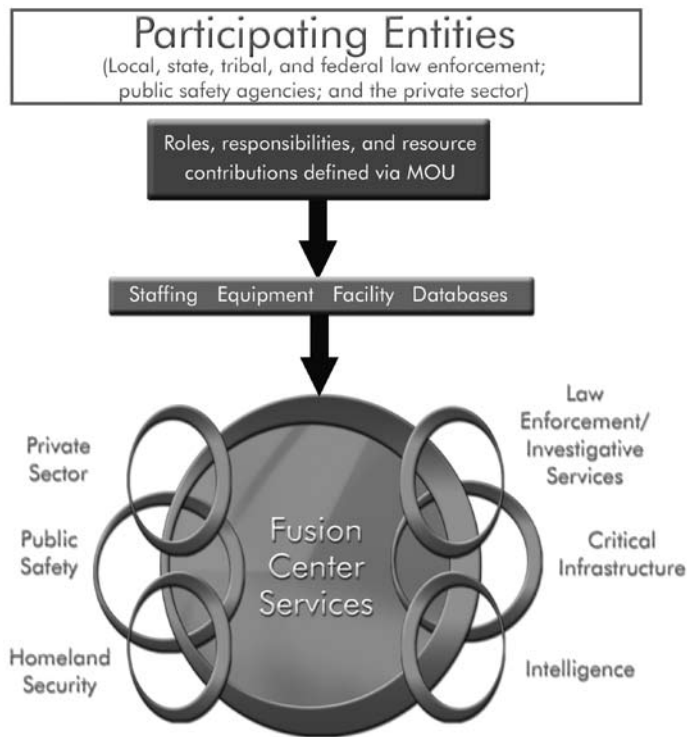 Participating Entities
(Local, state, tribal, and federal law enforcement;
public safety agencies; and the private sector)
Roles, responsibilities, and resource
contributions defined via MOU
Staffing Equipment Facility Databases
Private
Sector
Public
Safety
Homeland
Security
Fusion
Center
Services
Law
Enforcement/
Investigative
Services
Critical
Infrastructure
Intelligence